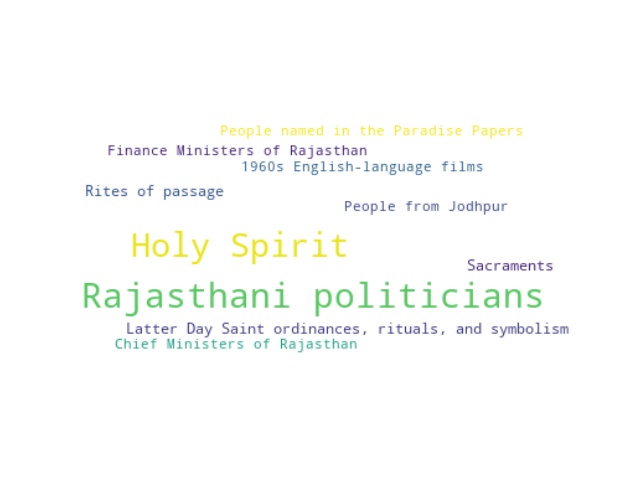 People named in the Paradise Papers
Finance Ministers of Rajasthan
1960s English-language films
Rites of passage
People from Jodhpur
Holy Spirit
Sacraments
Rajasthani politicians
Latter Day Saint ordinances, rituals, and symbolism
Chief Ministers of Rajasthan